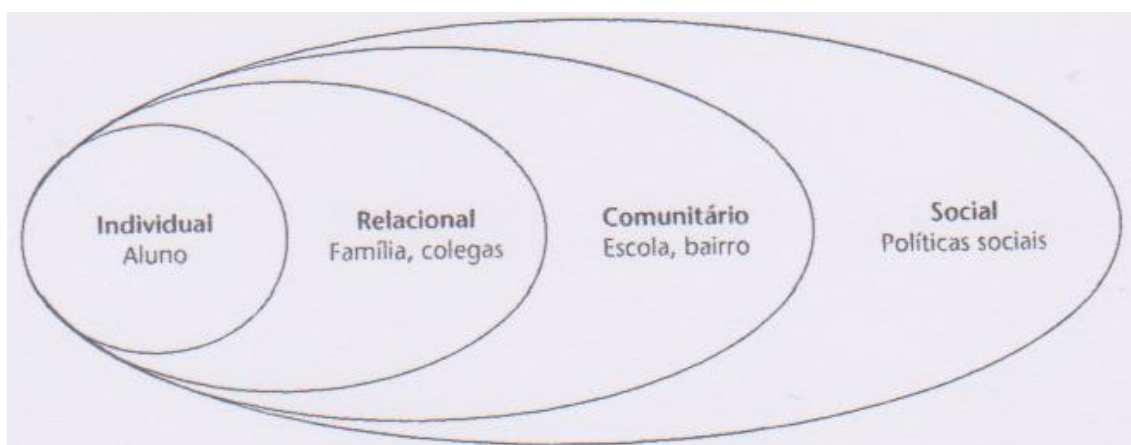 Individual
Aluno
Relacional
Família, colegas
Comunitário
Escola, bairro
Social
Políticas sociais